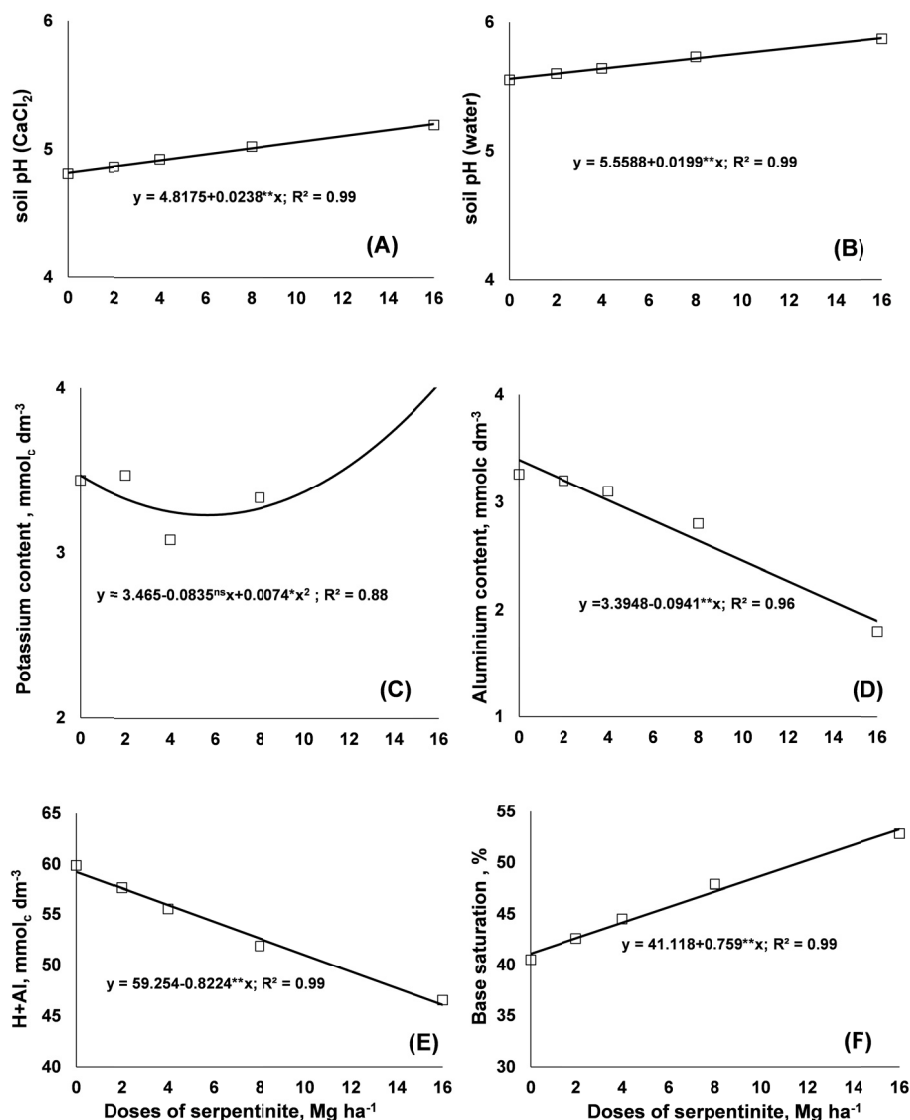 6
5
4
soil pH (CaCl₂)
y = 4.8175+0.0238**x; R² = 0.99
(A)
0 2 4 6 8 10 12 14 16
6
5
4
soil pH (water)
y = 5.5588+0.0199**x; R² = 0.99
(B)
0 2 4 6 8 10 12 14 16
4
3
2
Potassium content , mmol_c dm⁻³
y = 3.465-0.0835ⁿˢx+0.0074*x² ; R² = 0.88
(C)
0 2 4 6 8 10 12 14 16
4
3
2
1
Aluminium content, mmolc dm⁻³
y =3.3948-0.0941**x; R² = 0.96
(D)
0 2 4 6 8 10 12 14 16
65
60
55
50
45
40
H+Al, mmol_c dm⁻³
y = 59.254-0.8224**x; R² = 0.99
(E)
0 2 4 6 8 10 12 14 16
Doses of serpentinite, Mg ha⁻¹
55
50
45
40
35
30
Base saturation , %
y = 41.118+0.759**x; R² = 0.99
(F)
0 2 4 6 8 10 12 14 16
Doses of serpentinite, Mg ha⁻¹